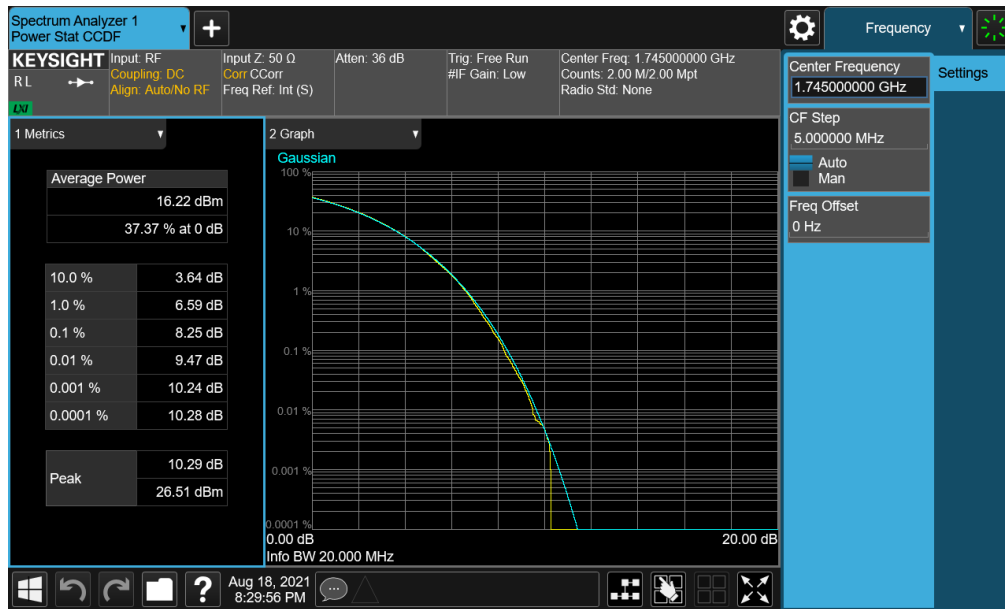 Spectrum Analyzer 1
Power Stat CCDF
Frequency
KEYSIGHT
R L
LXI
Input: RF
Coupling: DC
Align: Auto/No RF
Input Z: 50 Ω
Corr CCorr
Freq Ref: Int (S)
Atten: 36 dB
Trig: Free Run
#IF Gain: Low
Center Freq: 1.745000000 GHz
Counts: 2.00 M/2.00 Mpt
Radio Std: None
Center Frequency
1.745000000 GHz
Settings
CF Step
5.000000 MHz
Auto
Man
Freq Offset
0 Hz
1 Metrics
Average Power
16.22 dBm
37.37 % at 0 dB
10.0 % 3.64 dB
1.0 % 6.59 dB
0.1 % 8.25 dB
0.01 % 9.47 dB
0.001 % 10.24 dB
0.0001 % 10.28 dB
Peak
10.29 dB
26.51 dBm
2 Graph
Gaussian
100 %
10 %
1 %
0.1 %
0.01 %
0.001 %
0.0001 %
0.00 dB 20.00 dB
Info BW 20.000 MHz
?
Aug 18, 2021
8:29:56 PM